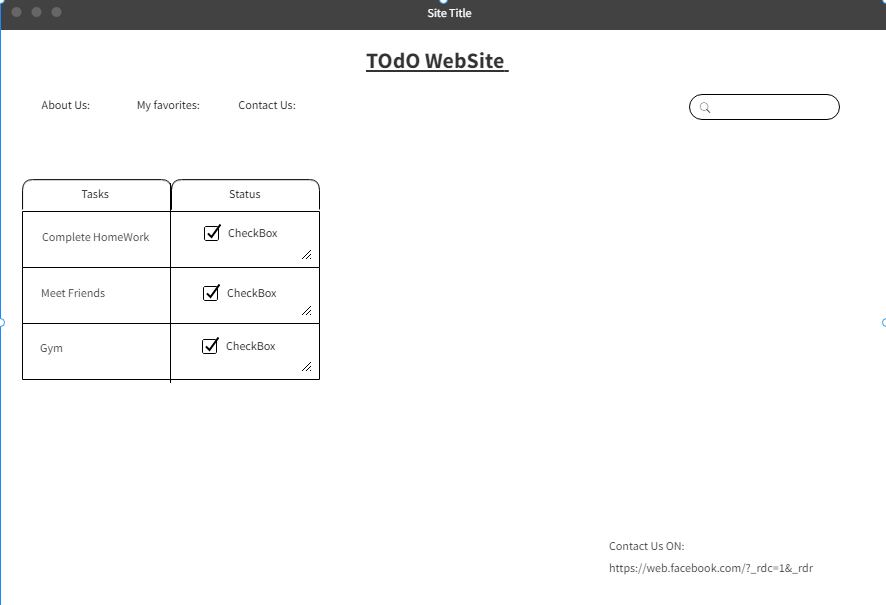 Site Title
TOdO WebSite
About Us: My favorites: Contact Us:
Tasks Status
Complete HomeWork CheckBox
Meet Friends CheckBox
Gym CheckBox
Contact Us ON:
https://web.facebook.com/?_rdc=1&_rdr